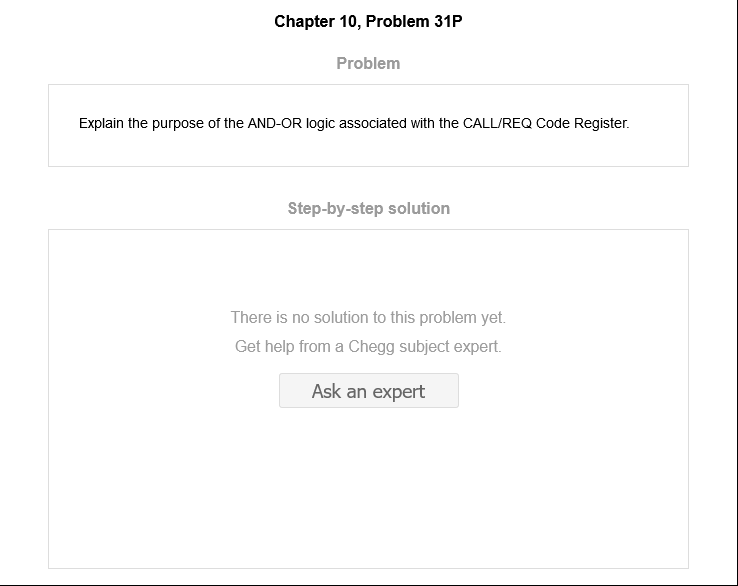 Chapter 10, Problem 31P
Problem
Explain the purpose of the AND-OR logic associated with the CALL/REQ Code Register.
Step-by-step solution
There is no solution to this problem yet.
Get help from a Chegg subject expert.
Ask an expert